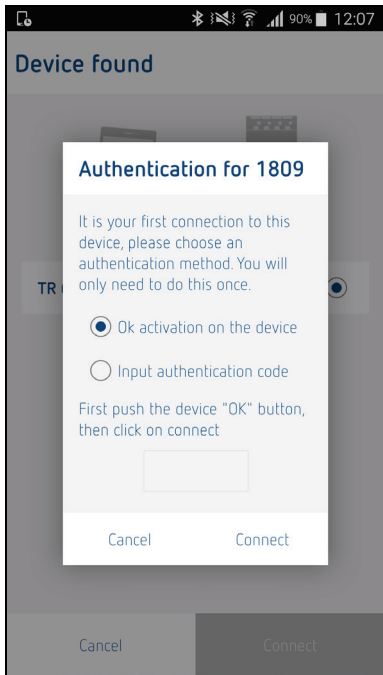 90% 12:07
Device found
Authentication for 1809
It is your first connection to this
device, please choose an
authentication method. You will
only need to do this once.
TR
Ok activation on the device
Input authentication code
First push the device "OK" button,
then click on connect
Cancel Connect
Cancel Connect